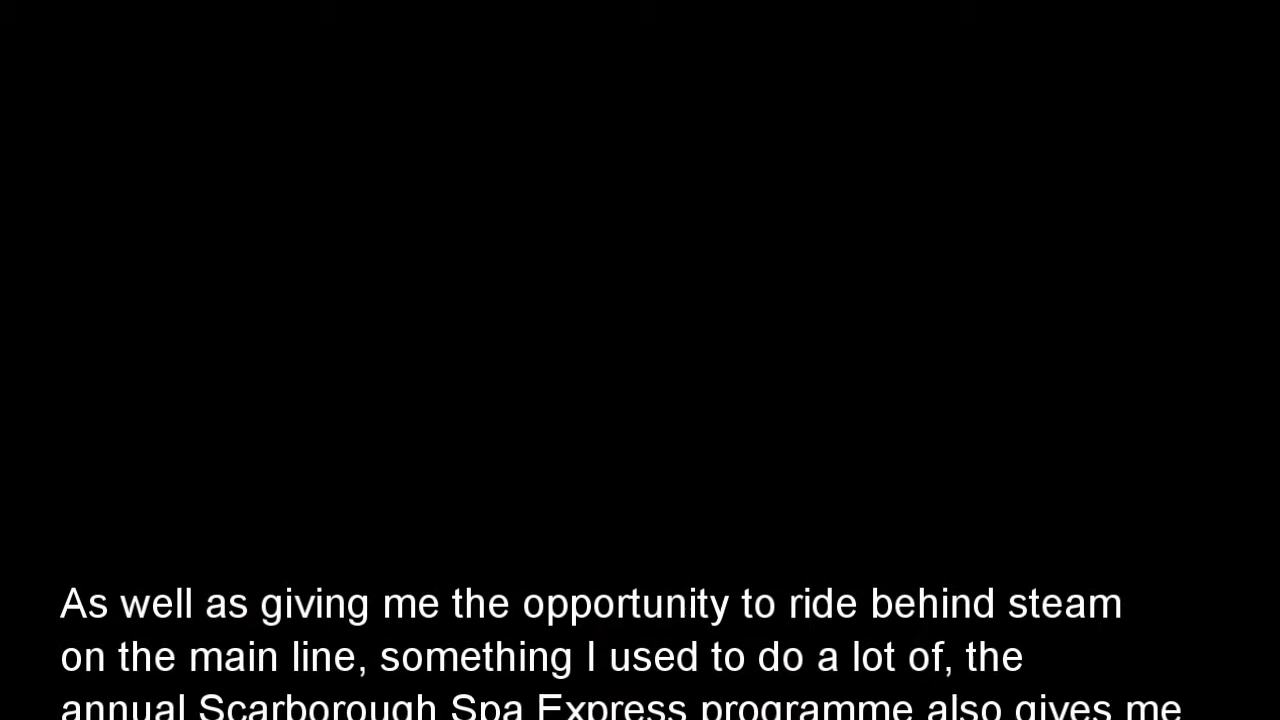 As well as giving me the opportunity to ride behind steam
on the main line, something I used to do a lot of, the
annual Scarborough Spa Express programme also gives me